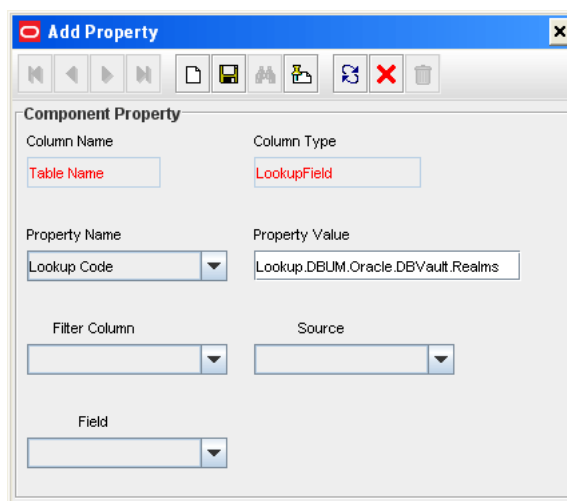 Add Property
Component Property
Column Name Column Type
Table Name LookupField
Property Name Property Value
Lookup Code Lookup.DBUM.Oracle.DBVault.Realms
Filter Column Source
Field